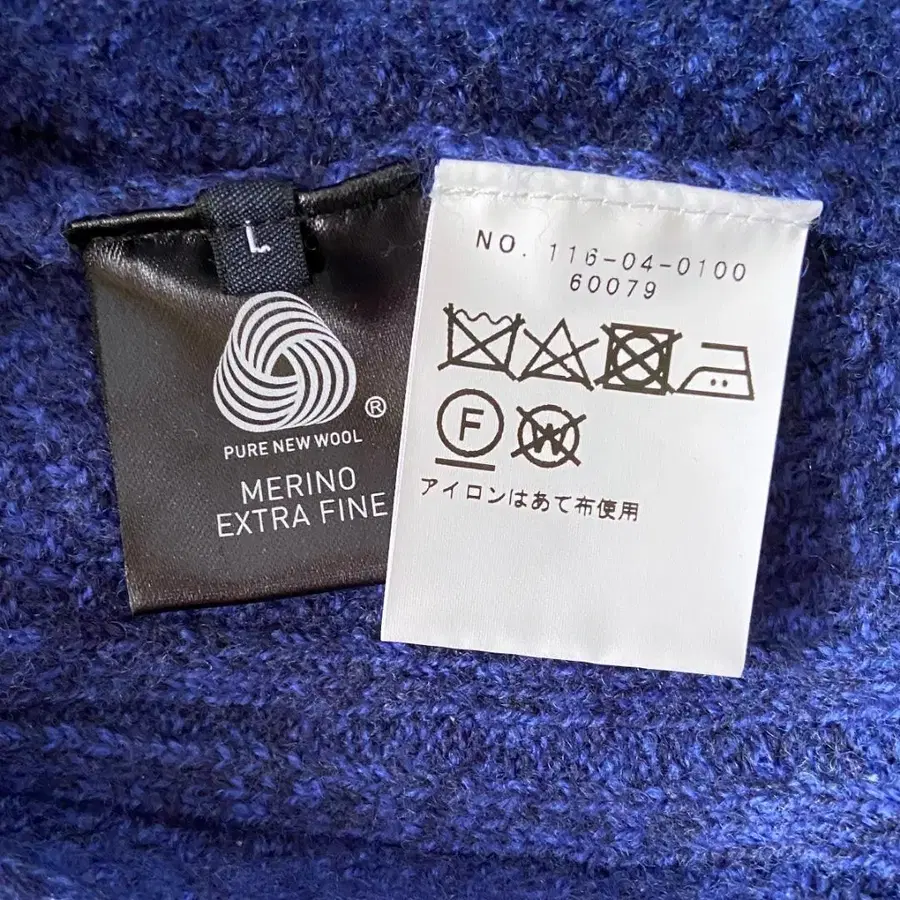 L
®
PURE NEW WOOL
MERINO
EXTRA FINE
NO. 116-04-0100
60079
F
W
アイロンはあて布使用